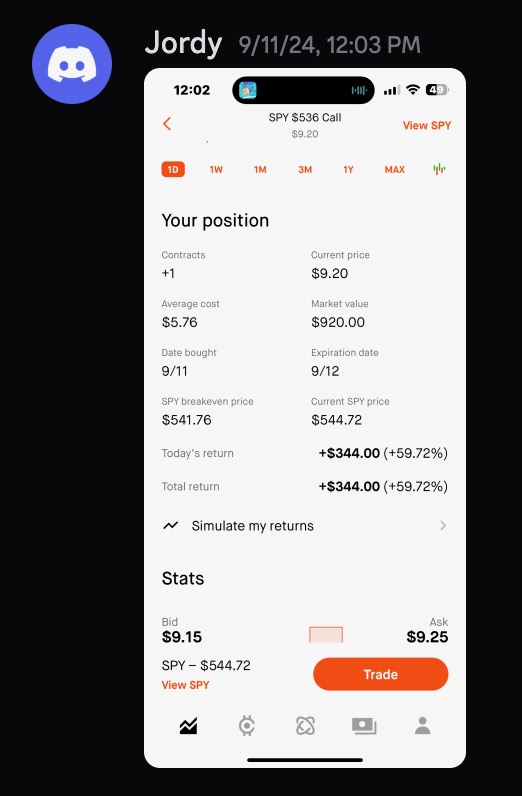 Jordy 9/11/24, 12:03 PM
12:02 49
SPY $536 Call
$9.20
View SPY
1D 1W 1M 3M 1Y MAX
Your position
Contracts Current price
+1 $9.20
Average cost Market value
$5.76 $920.00
Date bought Expiration date
9/11 9/12
SPY breakeven price Current SPY price
$541.76 $544.72
Today's return +$344.00 (+59.72%)
Total return +$344.00 (+59.72%)
Simulate my returns
Stats
Bid Ask
$9.15 $9.25
SPY – $544.72
View SPY
Trade